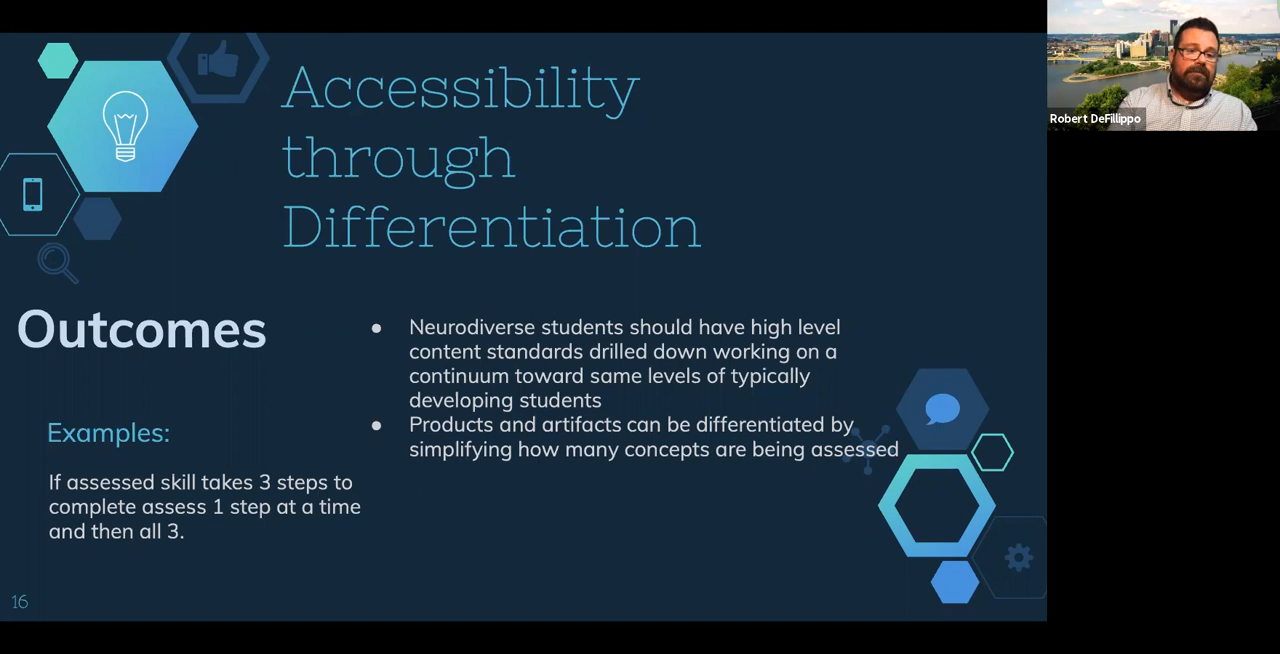 Accessibility
through
Differentiation
Outcomes
Neurodiverse students should have high level
content standards drilled down working on a
continuum toward same levels of typically
developing students
Products and artifacts can be differentiated by
simplifying how many concepts are being assessed
Examples:
If assessed skill takes 3 steps to
complete assess 1 step at a time
and then all 3.
16
Robert DeFillippo